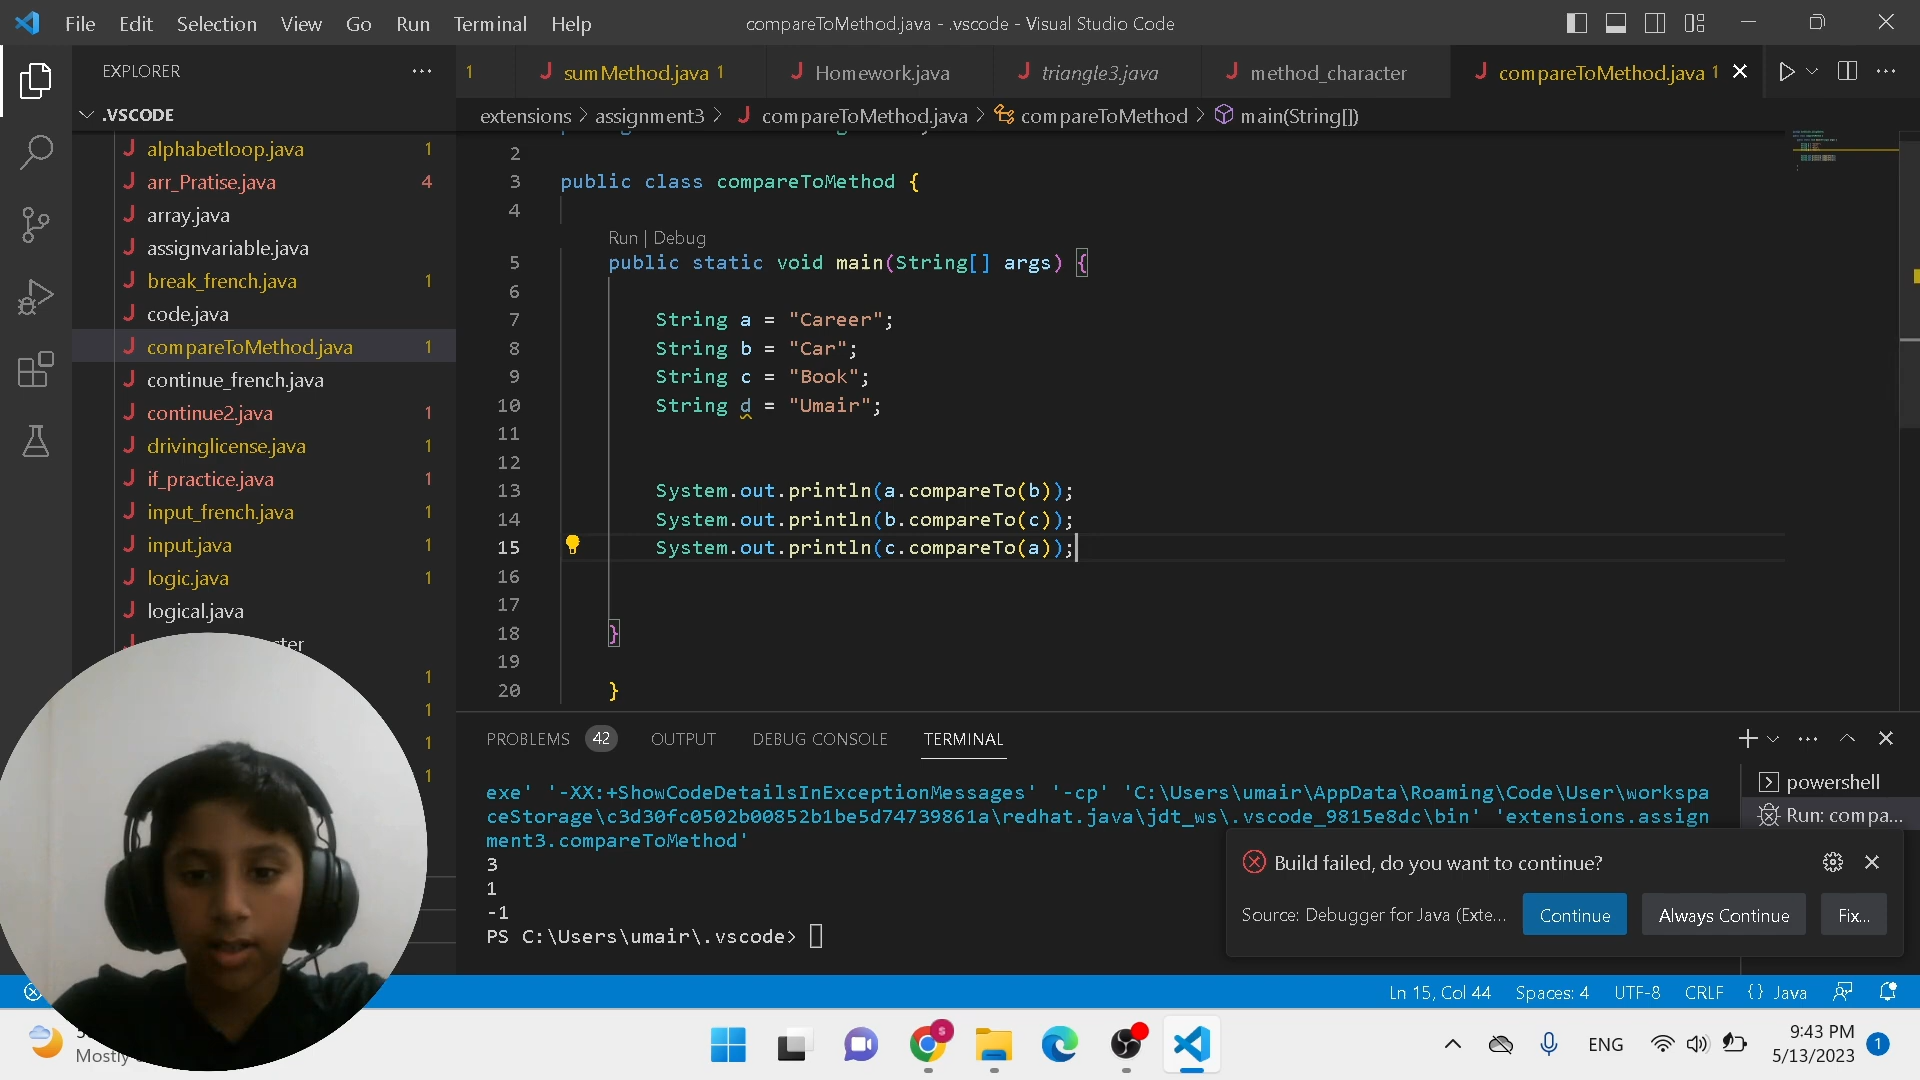 File Edit Selection View Go Run Terminal Help
compareToMethod.java - .vscode - Visual Studio Code
EXPLORER
1 sumMethod.java 1 Homework.java triangle3.java method_character compareToMethod.java 1
.VSCODE
extensions > assignment3 > compareToMethod.java > compareToMethod > main(String[])
alphabetloop.java 1
arr_Pratise.java 4
array.java
assignvariable.java
break_french.java 1
code.java
compareToMethod.java 1
continue_french.java
continue2.java 1
drivinglicense.java 1
if_practice.java 1
input_french.java 1
input.java 1
logic.java 1
logical.java
ter
1
1
1
1
2
3 public class compareToMethod {
4
Run | Debug
5 public static void main(String[] args) {
6
7 String a = "Career";
8 String b = "Car";
9 String c = "Book";
10 String d = "Umair";
11
12
13 System.out.println(a.compareTo(b));
14 System.out.println(b.compareTo(c));
15 System.out.println(c.compareTo(a));
16
17
18 }
19
20 }
PROBLEMS 42 OUTPUT DEBUG CONSOLE TERMINAL
exe' '-XX:+ShowCodeDetailsInExceptionMessages' '-cp' 'C:\Users\umair\AppData\Roaming\Code\User\workspa
ceStorage\c3d30fc0502b00852b1be5d74739861a\redhat.java\jdt_ws\.vscode_9815e8dc\bin' 'extensions.assign
ment3.compareToMethod'
3
1
-1
PS C:\Users\umair\.vscode>
powershell
Run: compa...
Build failed, do you want to continue?
Source: Debugger for Java (Exte... Continue Always Continue Fix...
Ln 15, Col 44 Spaces: 4 UTF-8 CRLF {} Java
Mostly
ENG
9:43 PM
5/13/2023
1